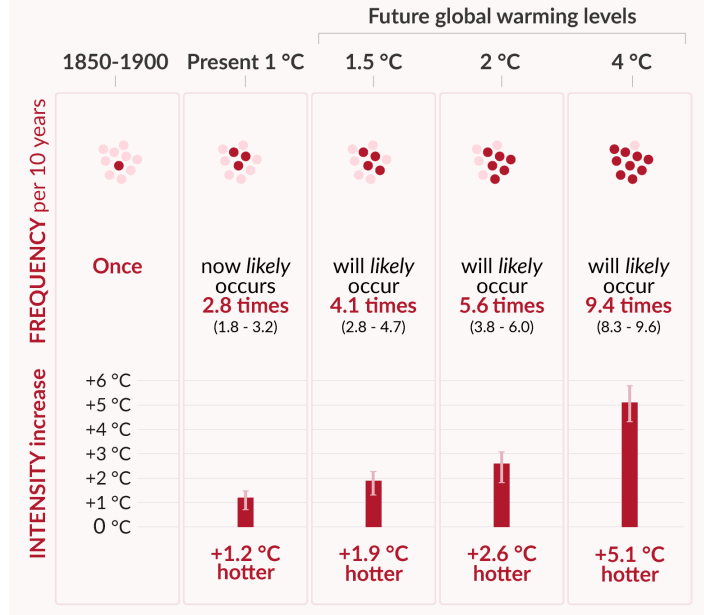 Future global warming levels
1850-1900
Present 1 °C
1.5 °C
2 °C
4 °C
FREQUENCY per 10 years
Once
now likely
occurs
2.8 times
(1.8 - 3.2)
will likely
occur
4.1 times
(2.8 - 4.7)
will likely
occur
5.6 times
(3.8 - 6.0)
will likely
occur
9.4 times
(8.3 - 9.6)
INTENSITY increase
+6 °C
+5 °C
+4 °C
+3 °C
+2 °C
+1 °C
0 °C
+1.2 °C
hotter
+1.9 °C
hotter
+2.6 °C
hotter
+5.1 °C
hotter